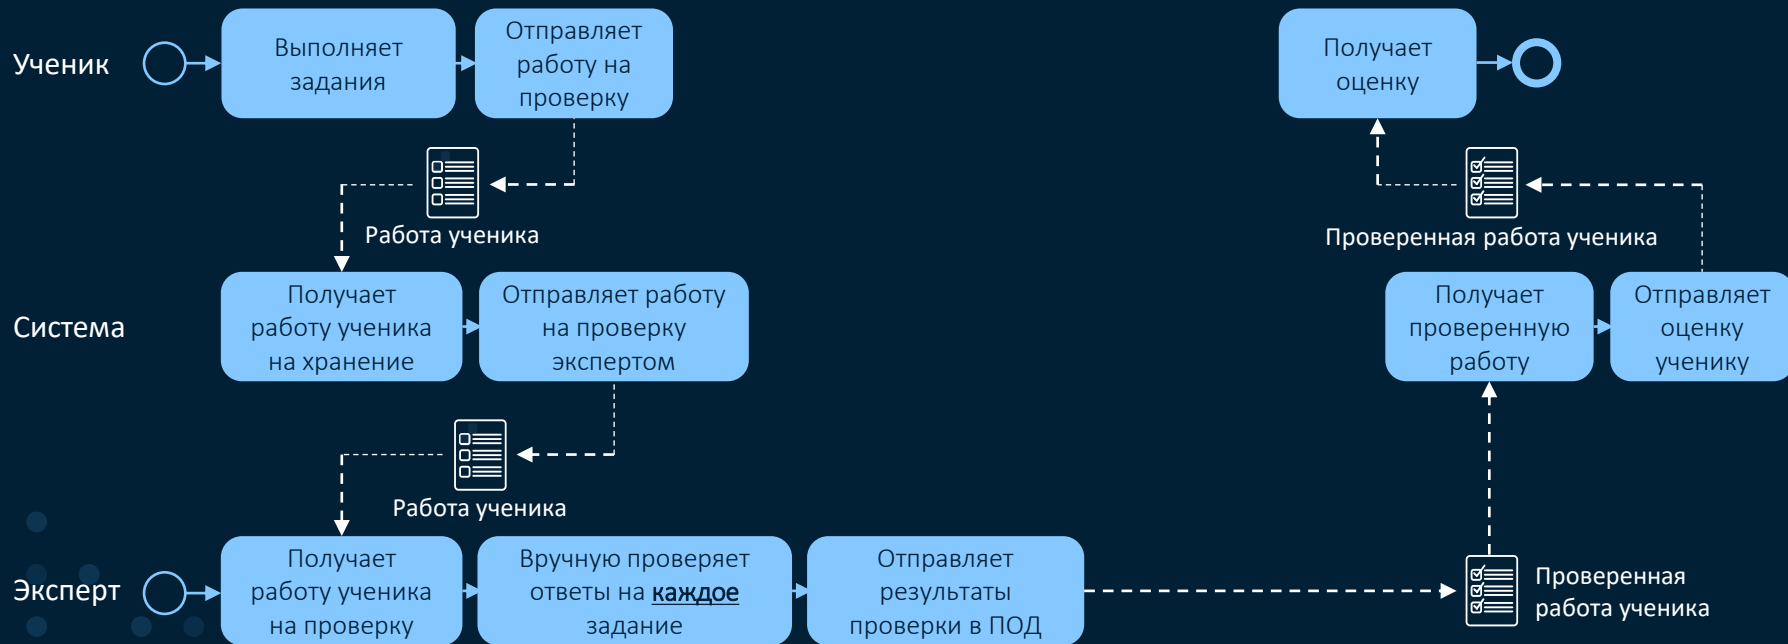 Ученик
Выполняет
задания
Отправляет
работу на
проверку
Получает
оценку
Работа ученика
Проверенная работа ученика
Система
Получает
работу ученика
на хранение
Отправляет работу
на проверку
экспертом
Получает
проверенную
работу
Отправляет
оценку
ученику
Работа ученика
Эксперт
Получает
работу ученика
на проверку
Вручную проверяет
ответы на каждое
задание
Отправляет
результаты
проверки в ПОД
Проверенная
работа ученика